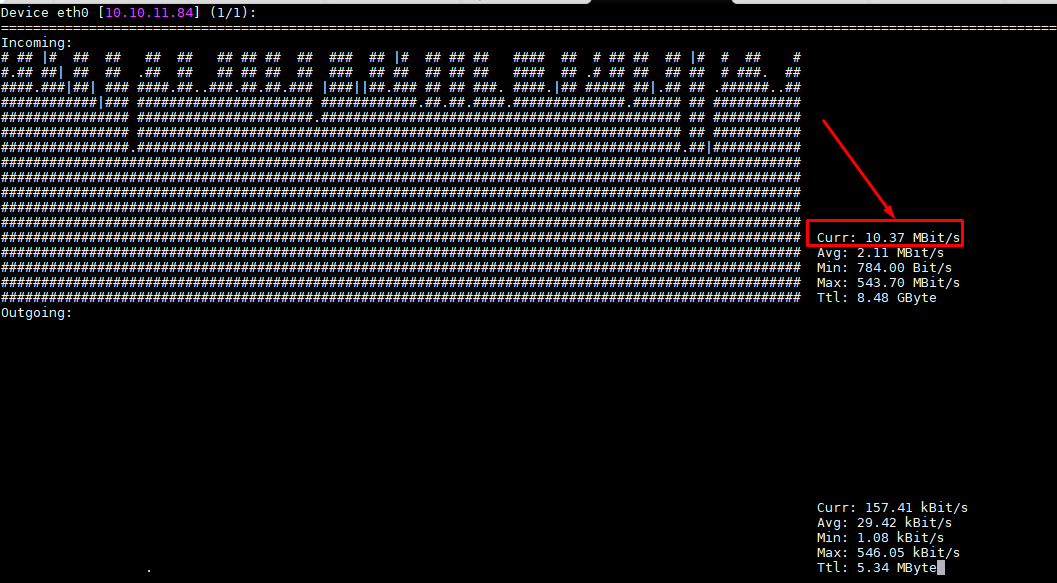 Device eth0 [10.10.11.84] (1/1):
Incoming:
Curr: 10.37 MBit/s
Avg: 2.11 MBit/s
Min: 784.00 Bit/s
Max: 543.70 MBit/s
Ttl: 8.48 GByte
Outgoing:
Curr: 157.41 kBit/s
Avg: 29.42 kBit/s
Min: 1.08 kBit/s
Max: 546.05 kBit/s
Ttl: 5.34 MByte